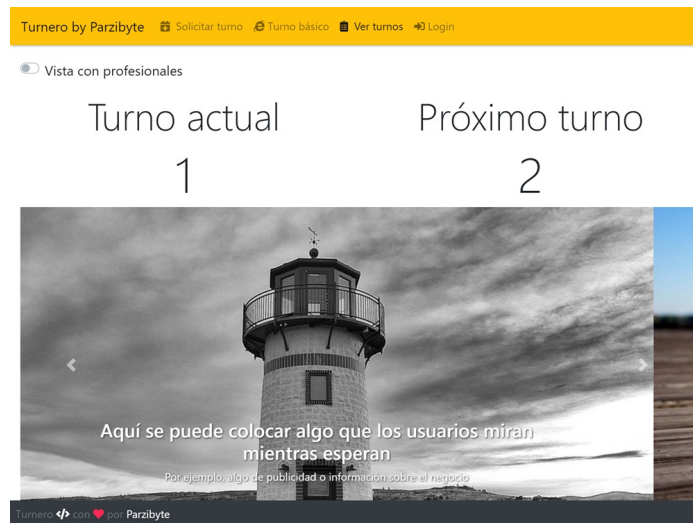 Turnero by Parzibyte Solicitar turno Turno básico Ver turnos Login
Vista con profesionales
Turno actual Próximo turno
1 2
Aquí se puede colocar algo que los usuarios miran
mientras esperan
Por ejemplo, algo de publicidad o información sobre el negocio
Turnero con por Parzibyte